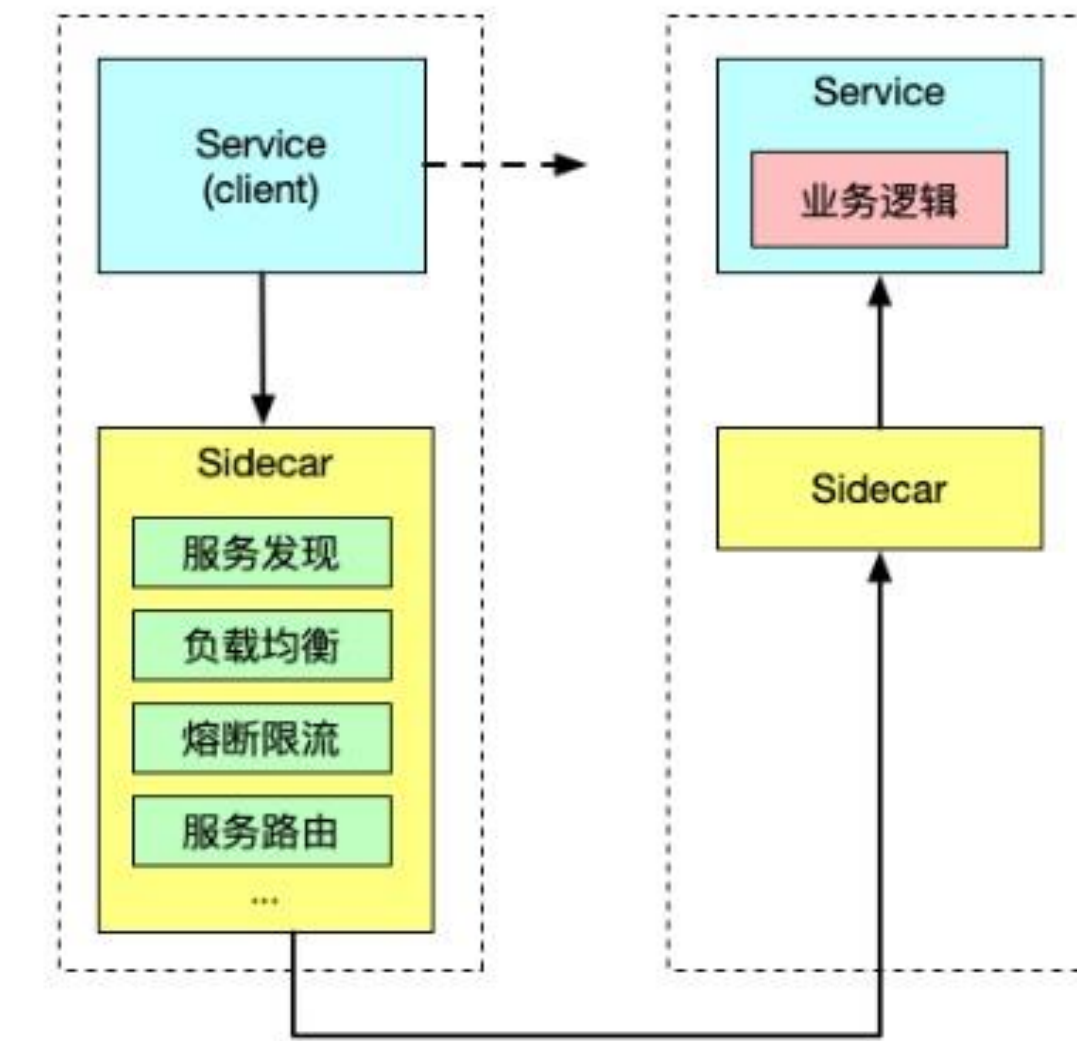 Service
(client)
Sidecar
服务发现
负载均衡
熔断限流
服务路由
...
Service
业务逻辑
Sidecar